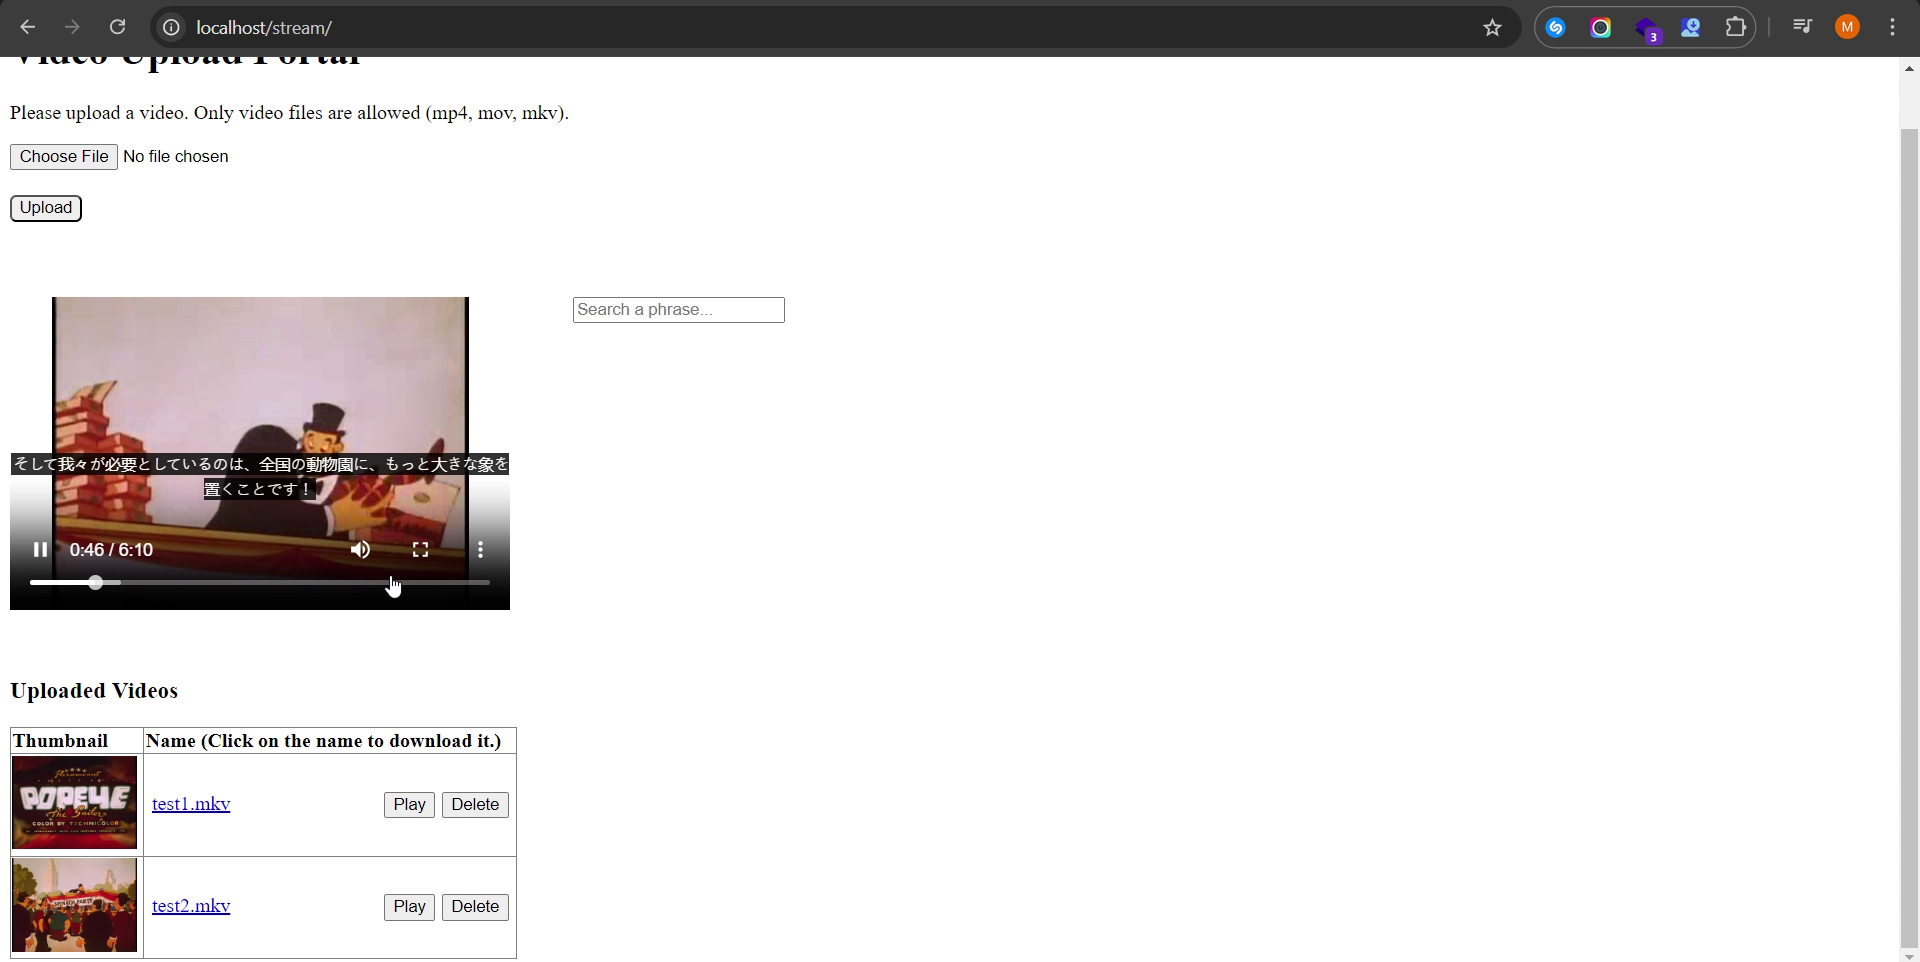 localhost/stream/
3
M
Video Upload Portal
Please upload a video. Only video files are allowed (mp4, mov, mkv).
Choose File No file chosen
Upload
Search a phrase...
そして我々が必要としているのは、全国の動物園に、もっと大きな象を
置くことです！
0:46 / 6:10
Uploaded Videos
Thumbnail Name (Click on the name to download it.)
Paramount
POPEYE
The Sailor
COLOR BY TECHNICOLOR
test1.mkv Play Delete
SPINACH PARTY
test2.mkv Play Delete